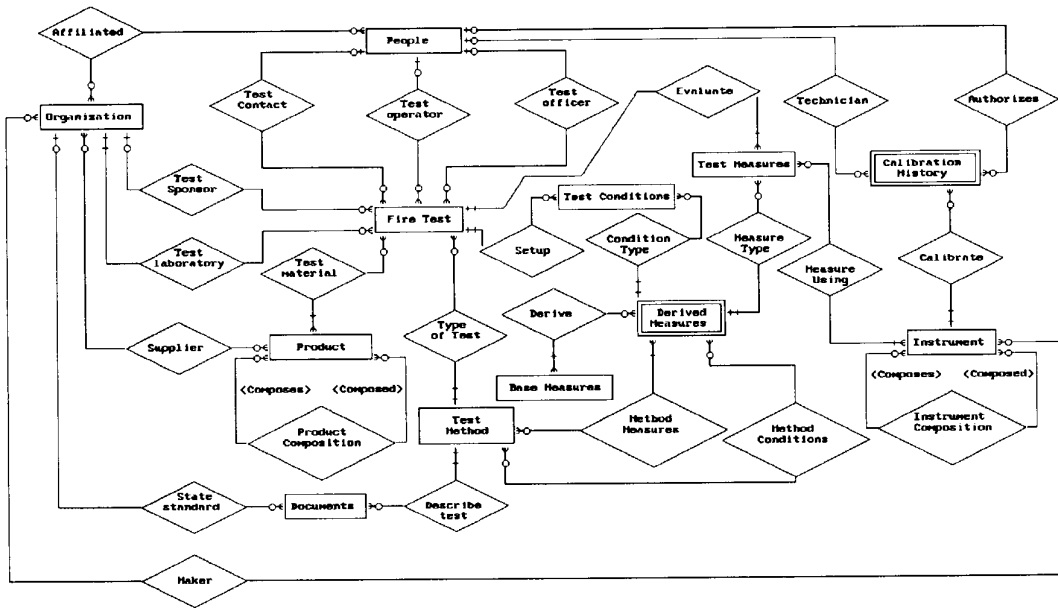 Affiliated
People
Test
Contact
Test
operator
Test
officer
Evaluate
Technician
Authorizes
Organization
Test Measures
Calibration
History
Test
Sponsor
Fire Test
Test Conditions
Condition
Type
Measure
Type
Setup
Test
laboratory
Test
material
Measure
Using
Calibrate
Type
of Test
Derive
Derived
Measures
Supplier
Product
Instrument
<Composes>
<Composed>
Base Measures
<Composes>
<Composed>
Product
Composition
Test
Method
Method
Measures
Method
Conditions
Instrument
Composition
State
standard
Documents
Describe
test
Maker